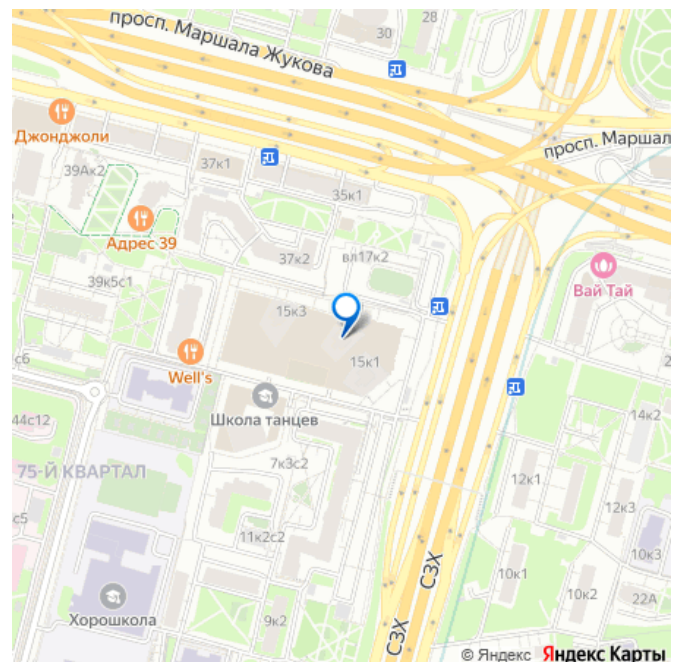 28
просп. Маршала Жукова
30
Джонджоли
просп. Маршал
37к1
39Ак2
35к1
Адрес 39
37к2
вл17к2
39к5с1
Вай Тай
15к3
с6
15к1
2
Well's
Школа танцев
14к2
44с12
7к3с2
75-Й КВАРТАЛ
12к1
12к3
с5
11к2с2
10к3
СЗХ
10к1
Хорошкола
10к2
22А
9к2
СЗХ
© Яндекс Яндекс Карты